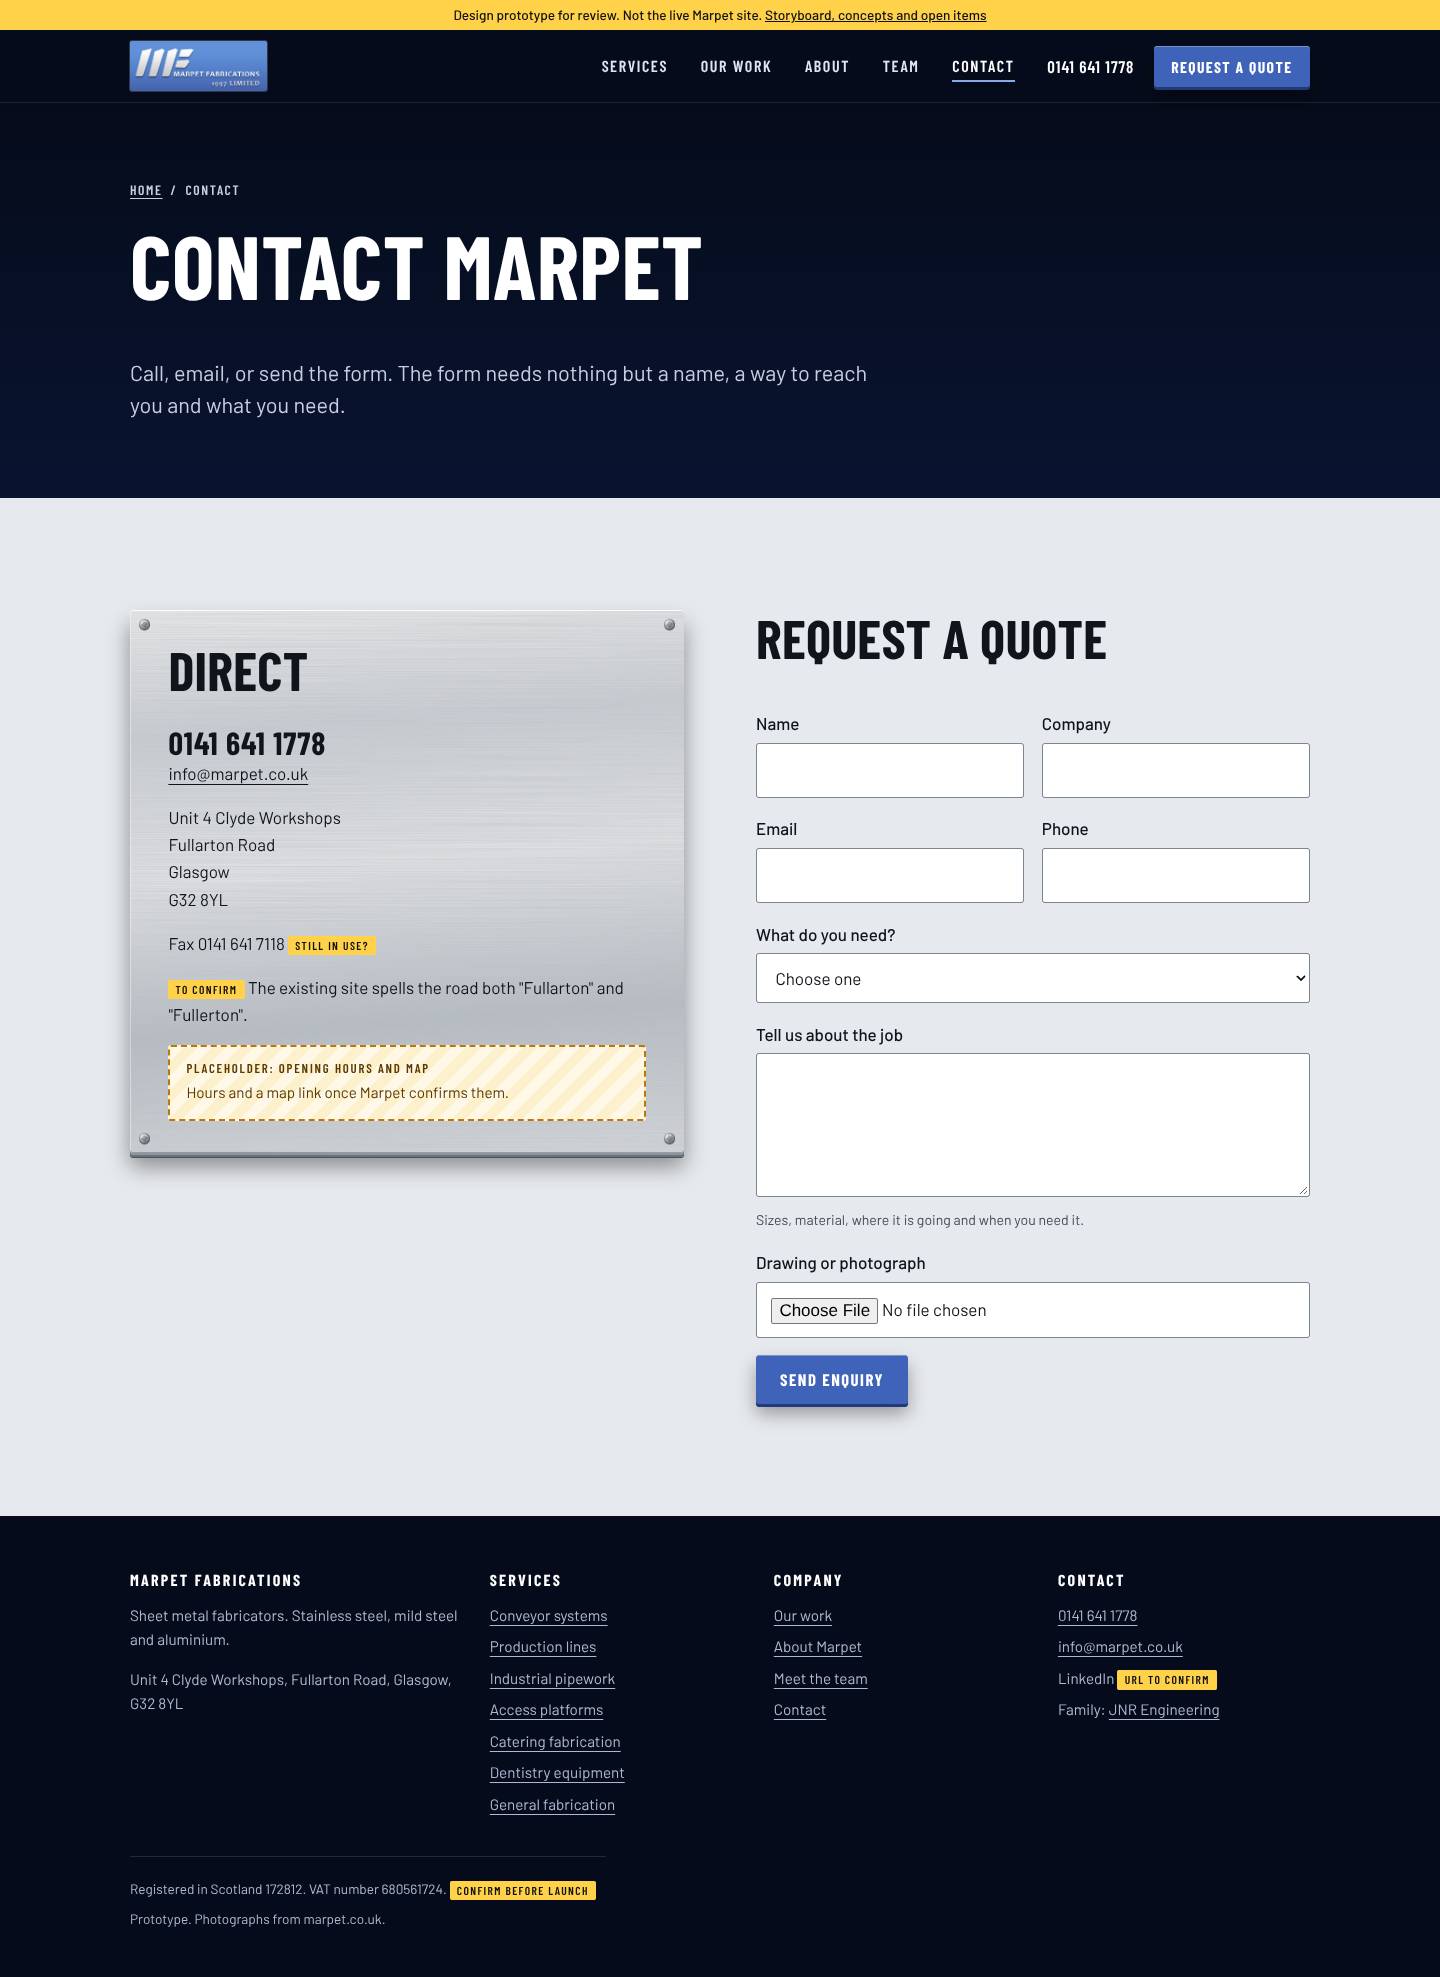 Design prototype for review. Not the live Marpet site. Storyboard, concepts and open items
MF MARPET FABRICATIONS
1997 LIMITED
SERVICES OUR WORK ABOUT TEAM CONTACT 0141 641 1778 REQUEST A QUOTE
HOME / CONTACT
CONTACT MARPET
Call, email, or send the form. The form needs nothing but a name, a way to reach
you and what you need.
DIRECT
0141 641 1778
info@marpet.co.uk
Unit 4 Clyde Workshops
Fullarton Road
Glasgow
G32 8YL
Fax 0141 641 7118 STILL IN USE?
TO CONFIRM The existing site spells the road both "Fullarton" and
"Fullerton".
PLACEHOLDER: OPENING HOURS AND MAP
Hours and a map link once Marpet confirms them.
REQUEST A QUOTE
Name Company
Email Phone
What do you need?
Choose one
Tell us about the job
Sizes, material, where it is going and when you need it.
Drawing or photograph
Choose File No file chosen
SEND ENQUIRY
MARPET FABRICATIONS
Sheet metal fabricators. Stainless steel, mild steel
and aluminium.
Unit 4 Clyde Workshops, Fullarton Road, Glasgow,
G32 8YL
SERVICES
Conveyor systems
Production lines
Industrial pipework
Access platforms
Catering fabrication
Dentistry equipment
General fabrication
COMPANY
Our work
About Marpet
Meet the team
Contact
CONTACT
0141 641 1778
info@marpet.co.uk
LinkedIn URL TO CONFIRM
Family: JNR Engineering
Registered in Scotland 172812. VAT number 680561724. CONFIRM BEFORE LAUNCH
Prototype. Photographs from marpet.co.uk.